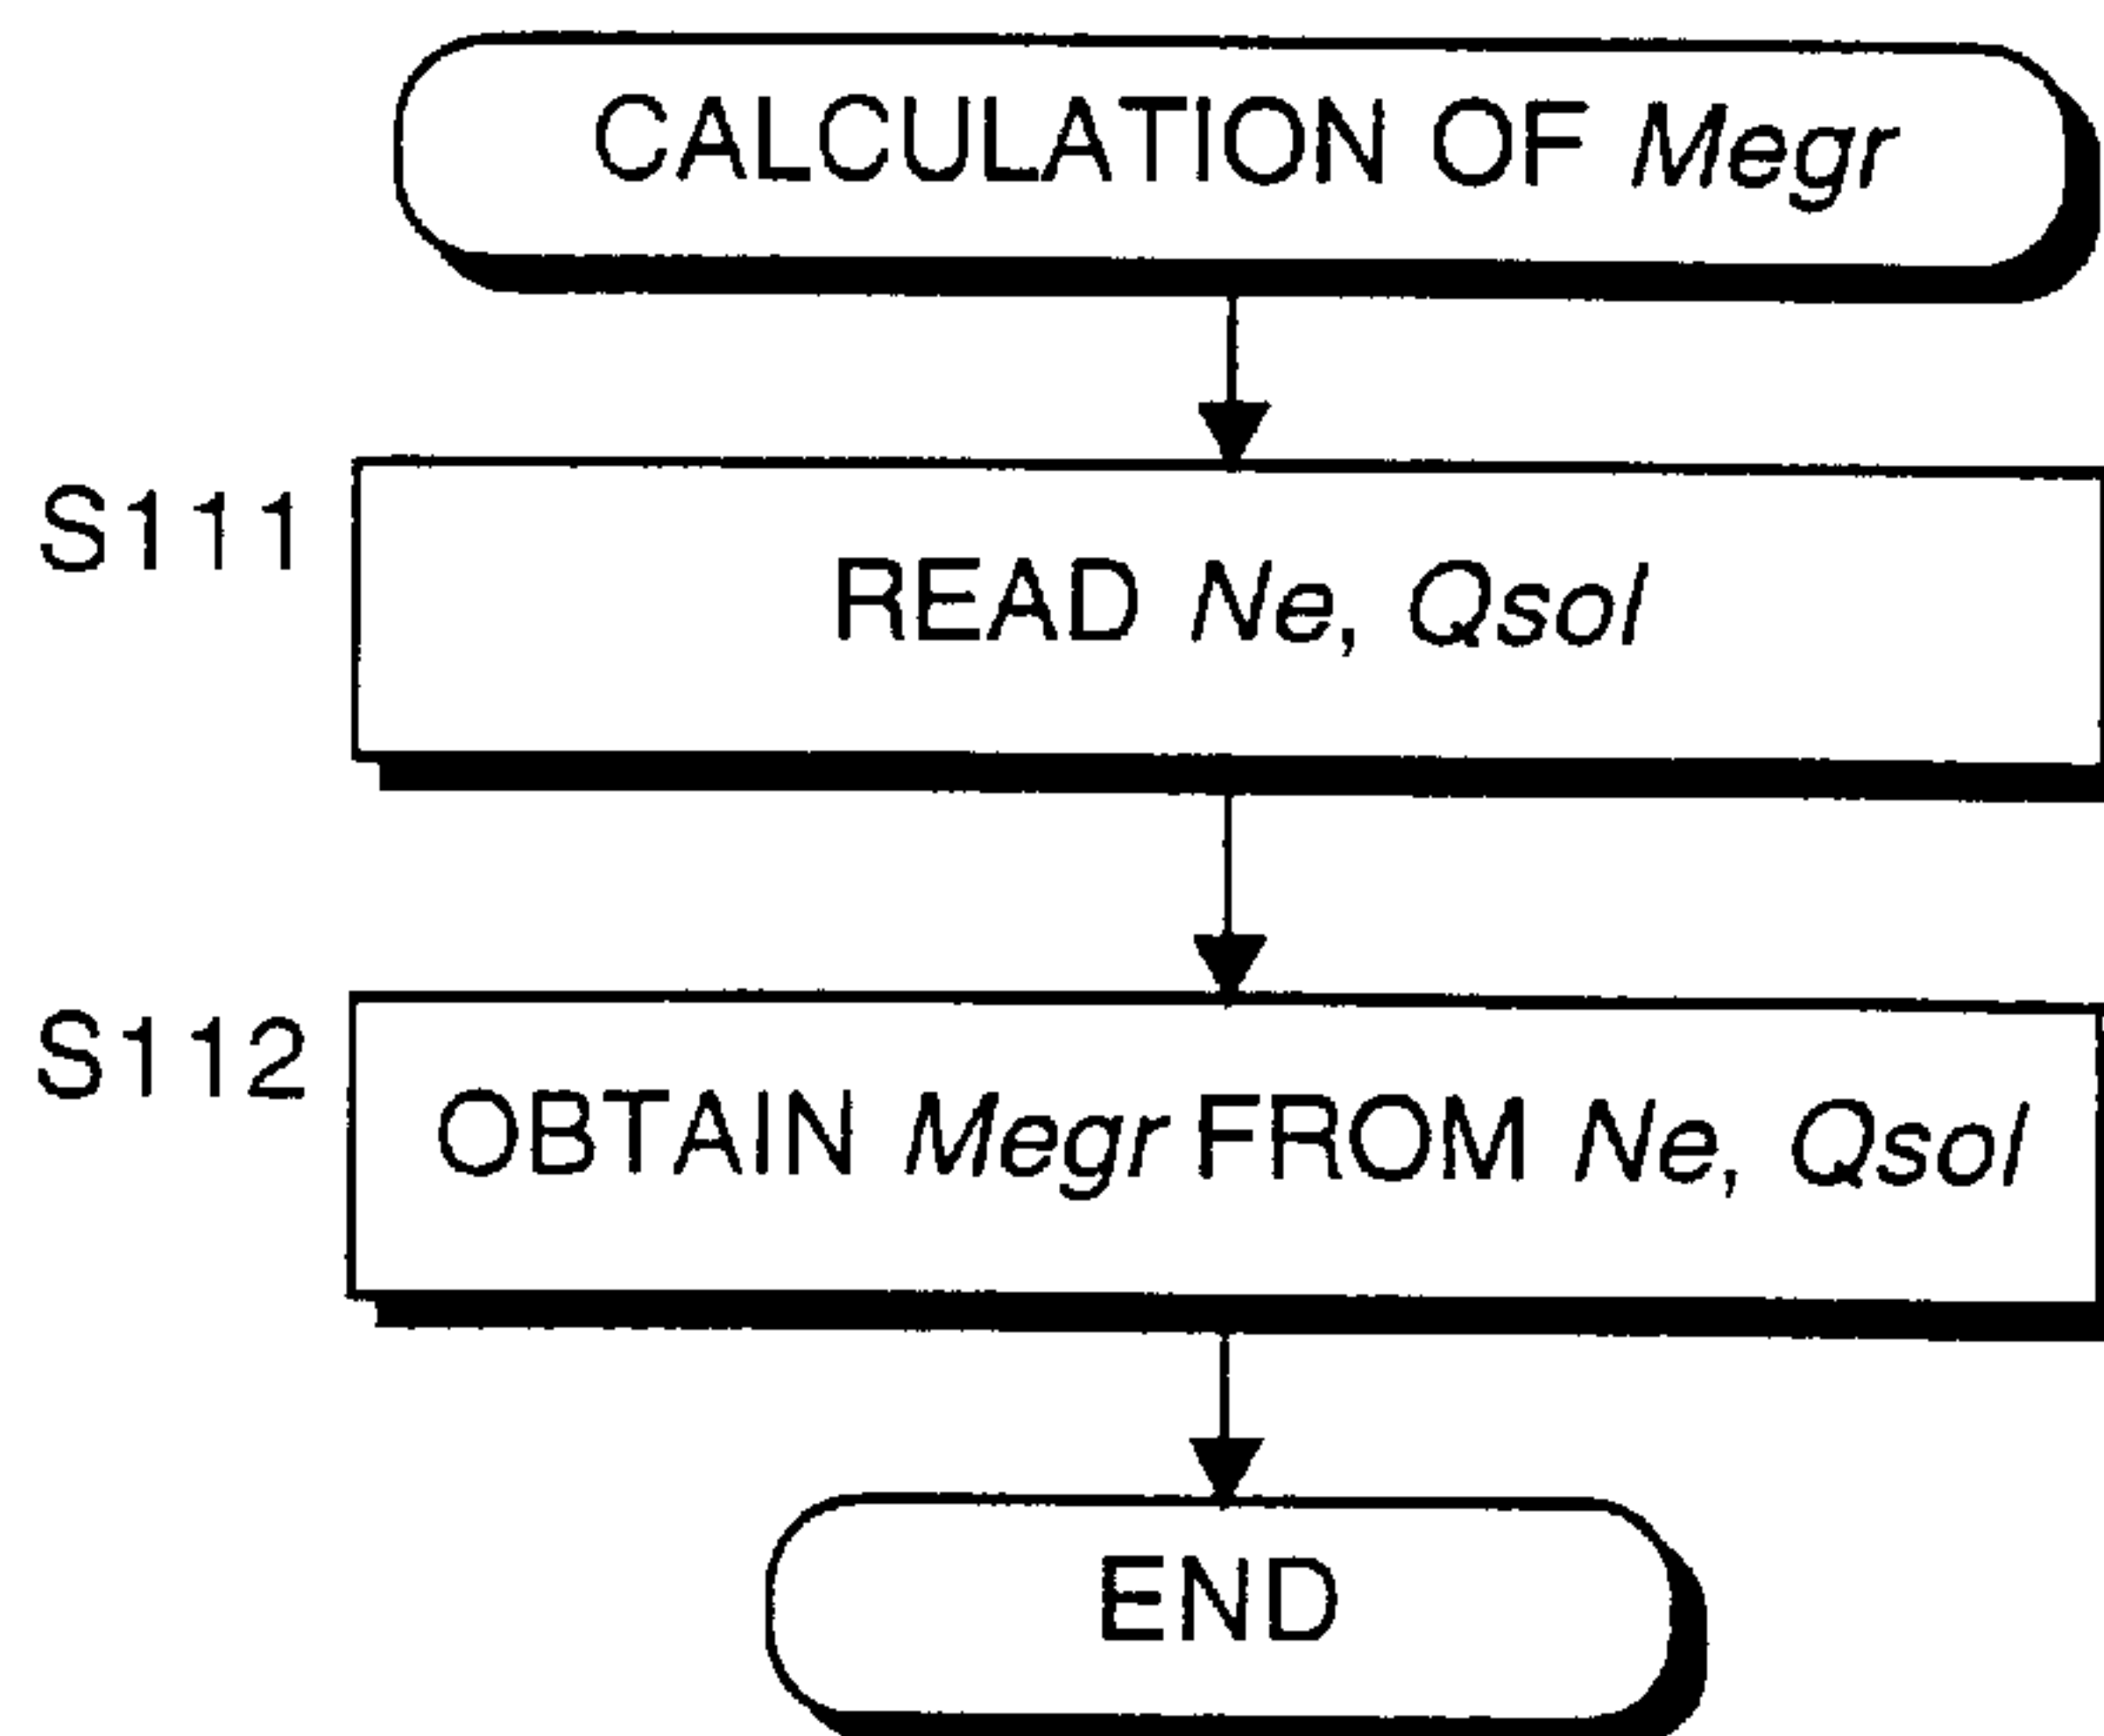 CALCULATION OF Megr
S111
READ Ne, Qsol
S112
OBTAIN Megr FROM Ne, Qsol
END